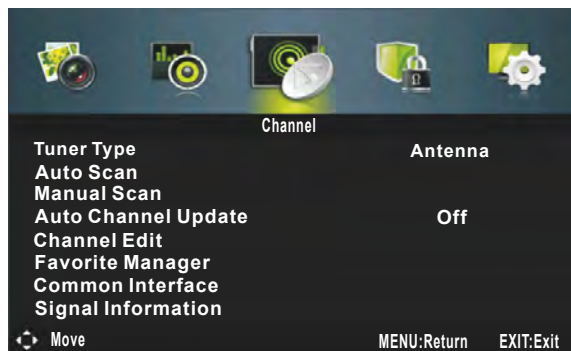 Channel
Tuner Type Antenna
Auto Scan
Manual Scan
Auto Channel Update Off
Channel Edit
Favorite Manager
Common Interface
Signal Information
Move MENU:Return EXIT:Exit